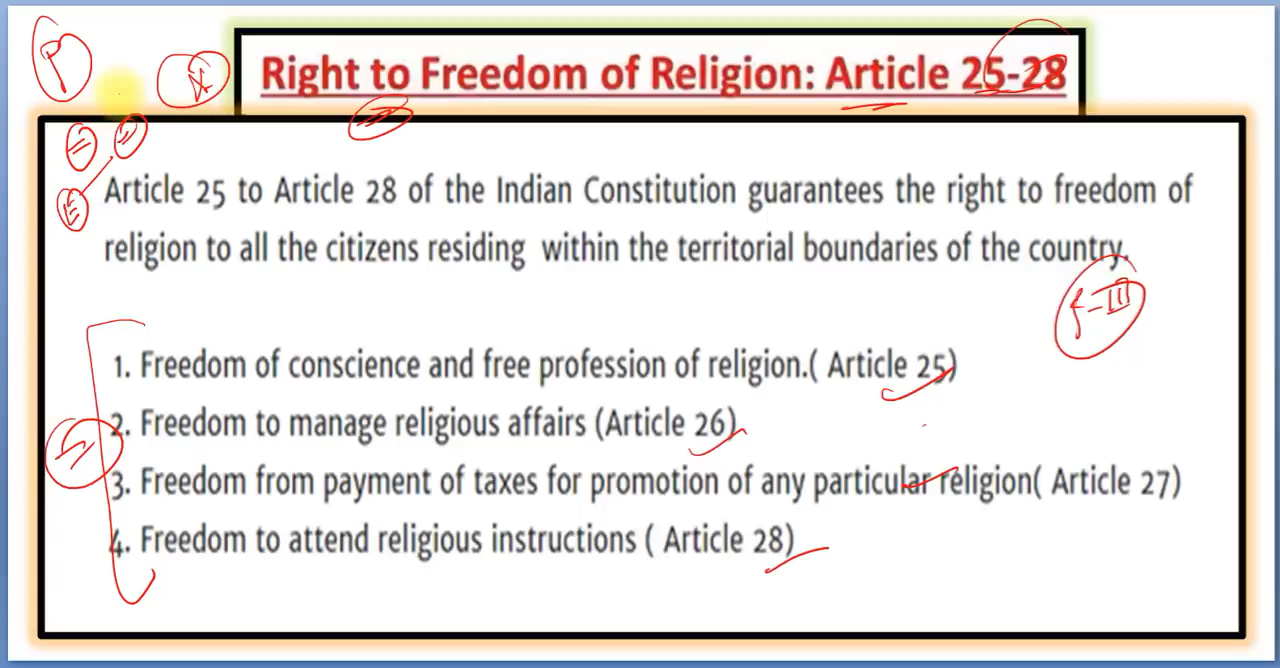 Right to Freedom of Religion: Article 25-28
Article 25 to Article 28 of the Indian Constitution guarantees the right to freedom of
religion to all the citizens residing within the territorial boundaries of the country.
1. Freedom of conscience and free profession of religion.( Article 25)
2. Freedom to manage religious affairs (Article 26)
3. Freedom from payment of taxes for promotion of any particular religion( Article 27)
4. Freedom to attend religious instructions ( Article 28)